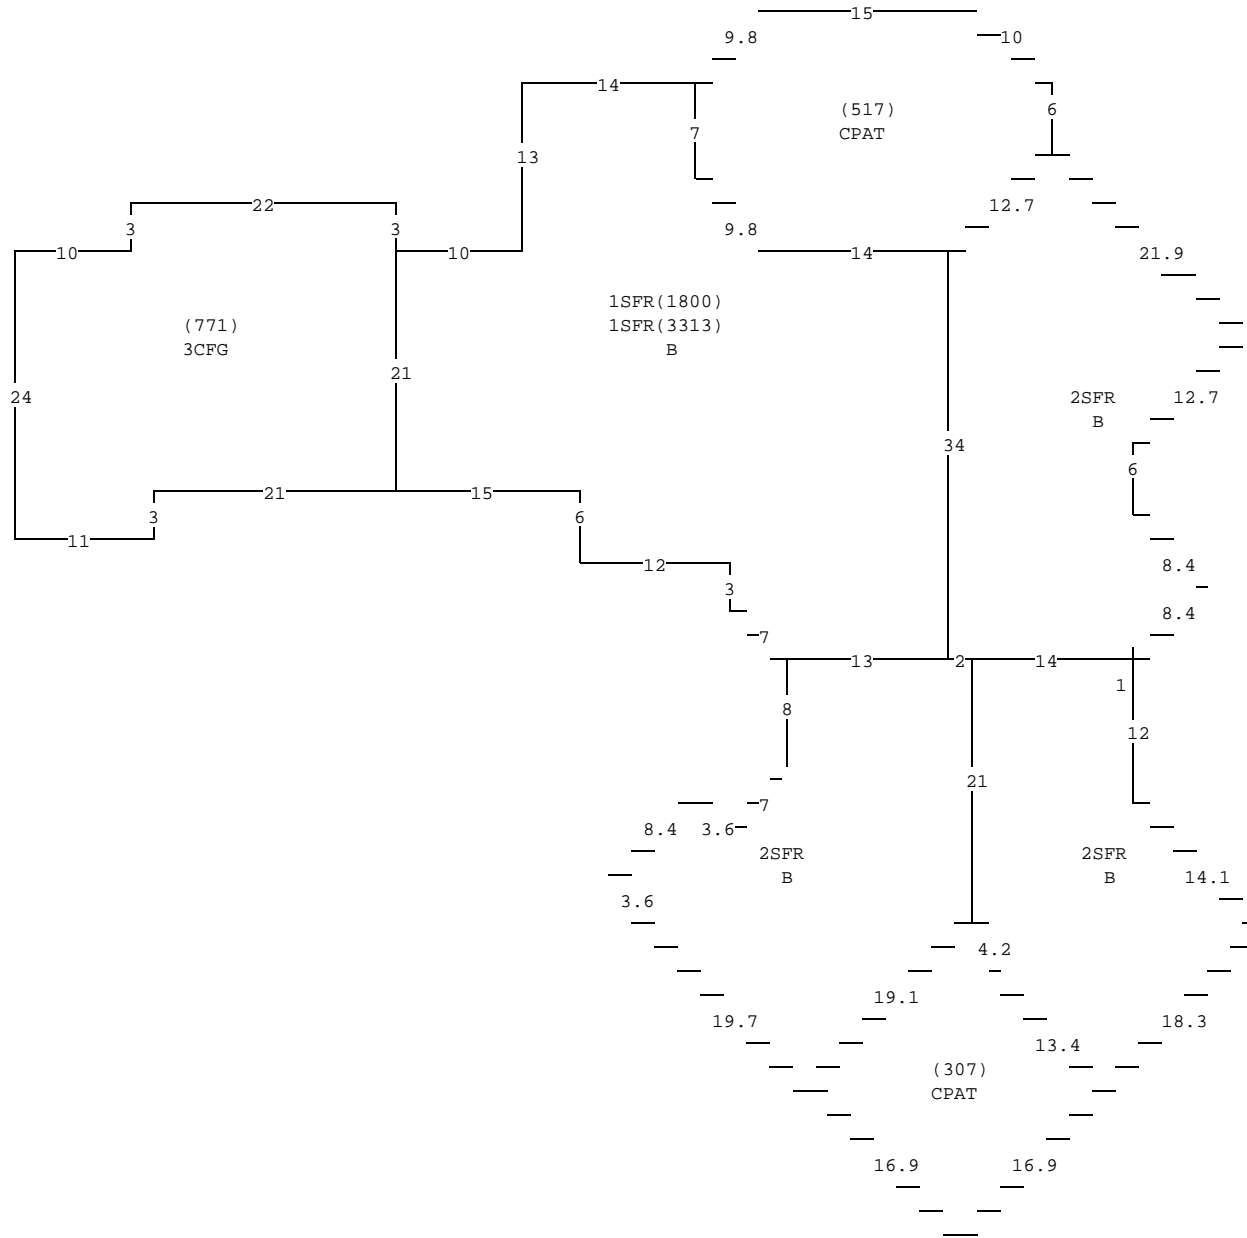 15
9.8 10
14
(517) 6
CPAT
7
13
22 12.7
3 3 9.8
10 10 14 21.9
1SFR(1800)
(771) 1SFR(3313)
3CFG B
21
24 2SFR 12.7
B
34
6
21 15
3 6
11
12 8.4
3
8.4
7
13 2 14
1
8
12
21
7
8.4 3.6
2SFR 2SFR
B B
14.1
3.6
4.2
19.1
19.7 18.3
13.4
(307)
CPAT
16.9 16.9